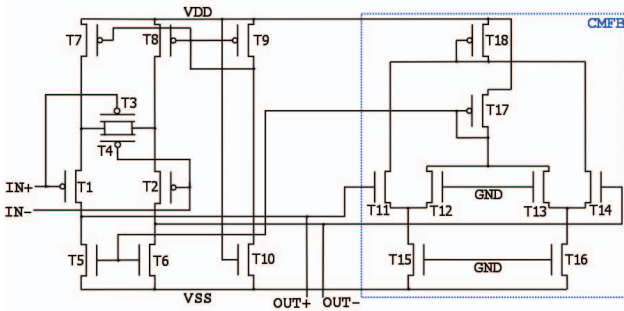 VDD
CMFB
T7
T8
T9
T18
T3
T17
T4
IN+
T1
T2
IN-
T11
T12
GND
T13
T14
T5
T6
T10
T15
GND
T16
VSS
OUT+
OUT-